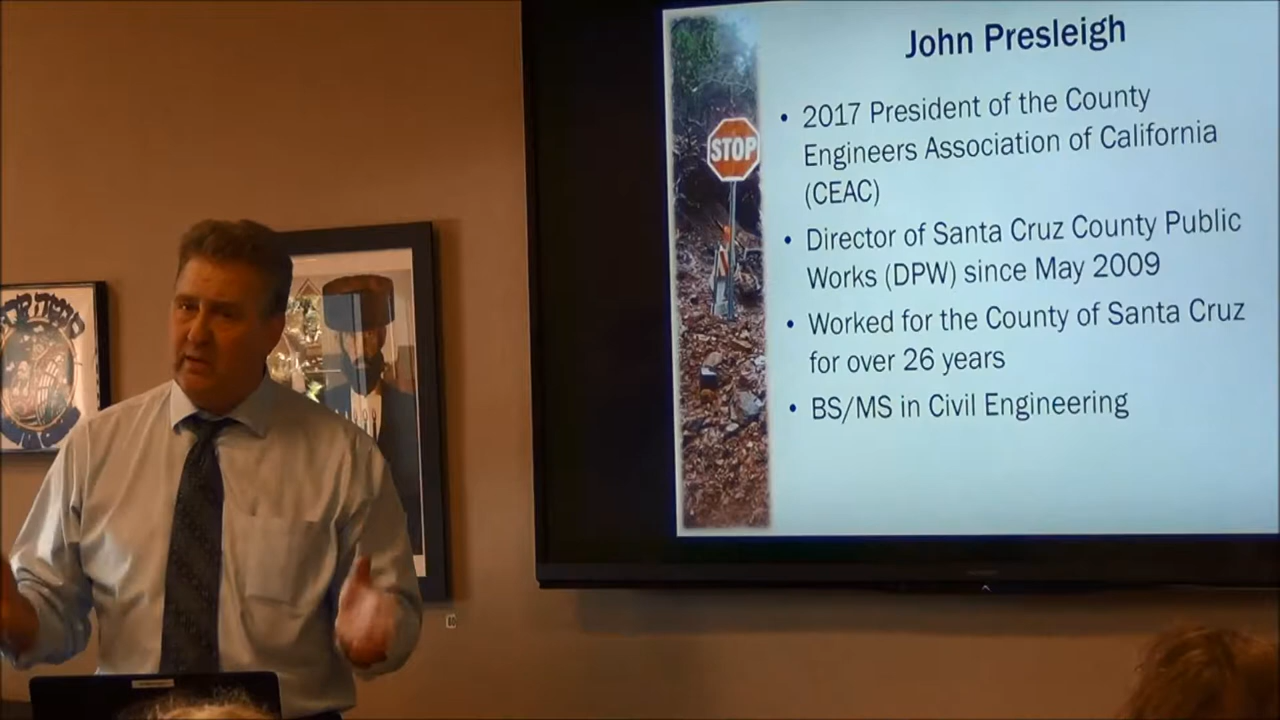 John Presleigh
STOP
• 2017 President of the County
Engineers Association of California
(CEAC)
• Director of Santa Cruz County Public
Works (DPW) since May 2009
• Worked for the County of Santa Cruz
for over 26 years
• BS/MS in Civil Engineering